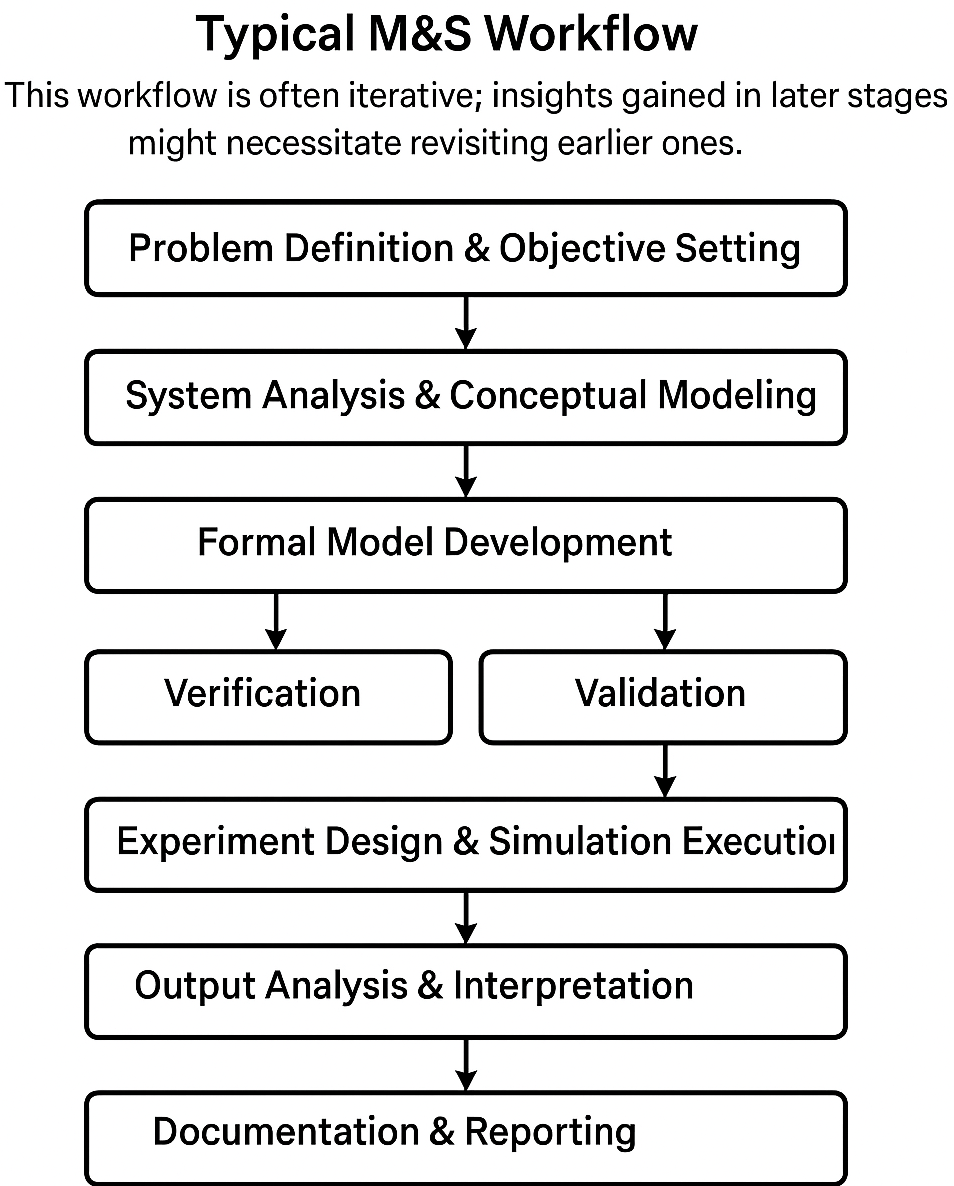 Typical M&S Workflow
This workflow is often iterative; insights gained in later stages
might necessitate revisiting earlier ones.
Problem Definition & Objective Setting
System Analysis & Conceptual Modeling
Formal Model Development
Verification
Validation
Experiment Design & Simulation Execution
Output Analysis & Interpretation
Documentation & Reporting